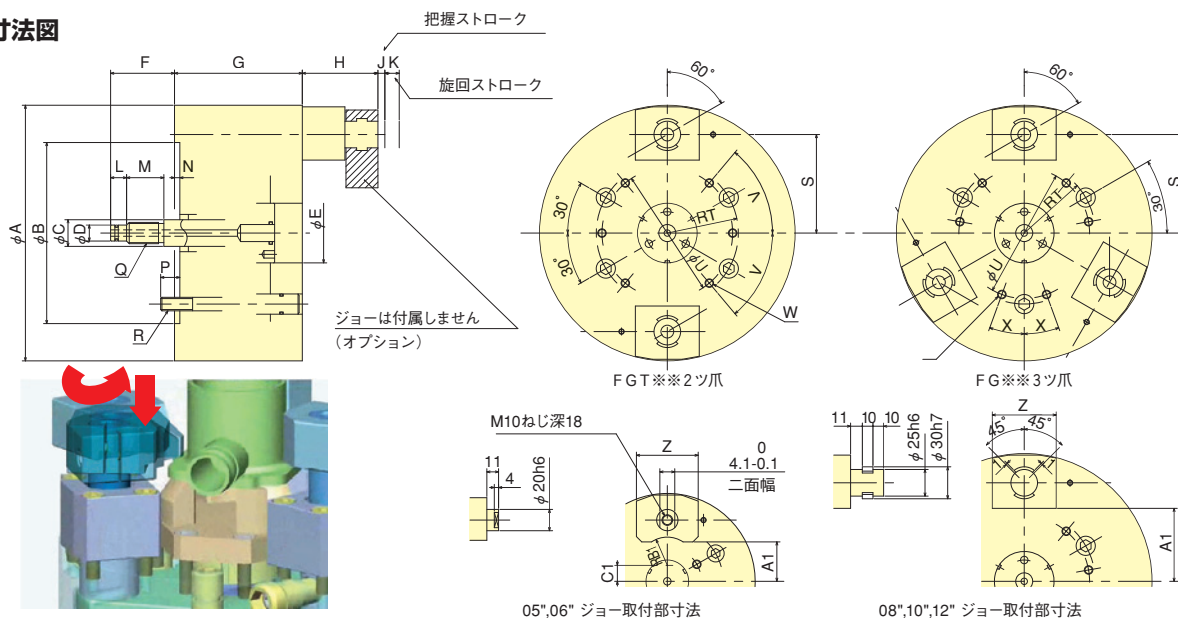 寸法図
把握ストローク
旋回ストローク
F
G
H
J
K
L
M
N
φA
φB
φC
φD
φE
Q
P
R
ジョーは付属しません
(オプション)
60°
S
30°
30°
V
V
RT
φU
W
FGT※※2ツ爪
60°
S
30°
RT
φU
X
X
FG※※3ツ爪
M10ねじ深18
Z
0
4.1-0.1
二面幅
11
4
φ20h6
RB1
C1
A1
05",06" ジョー取付部寸法
11
10
10
φ25h6
φ30h7
Z
45°
45°
A1
08",10",12" ジョー取付部寸法